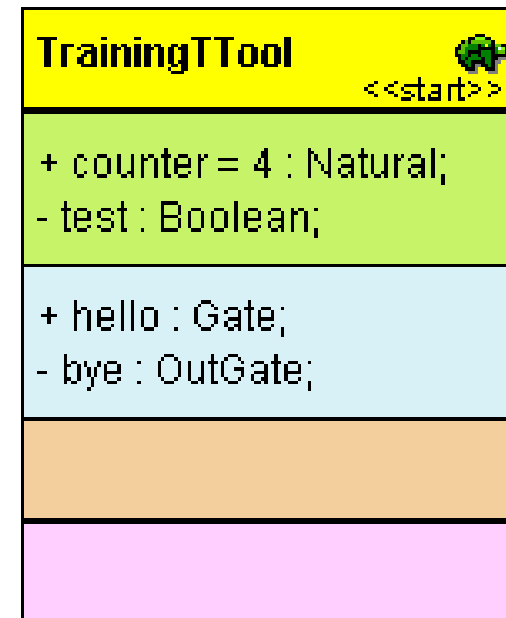 TrainingTTool
<<start>>
+ counter = 4 : Natural;
- test : Boolean;
+ hello : Gate;
- bye : OutGate;